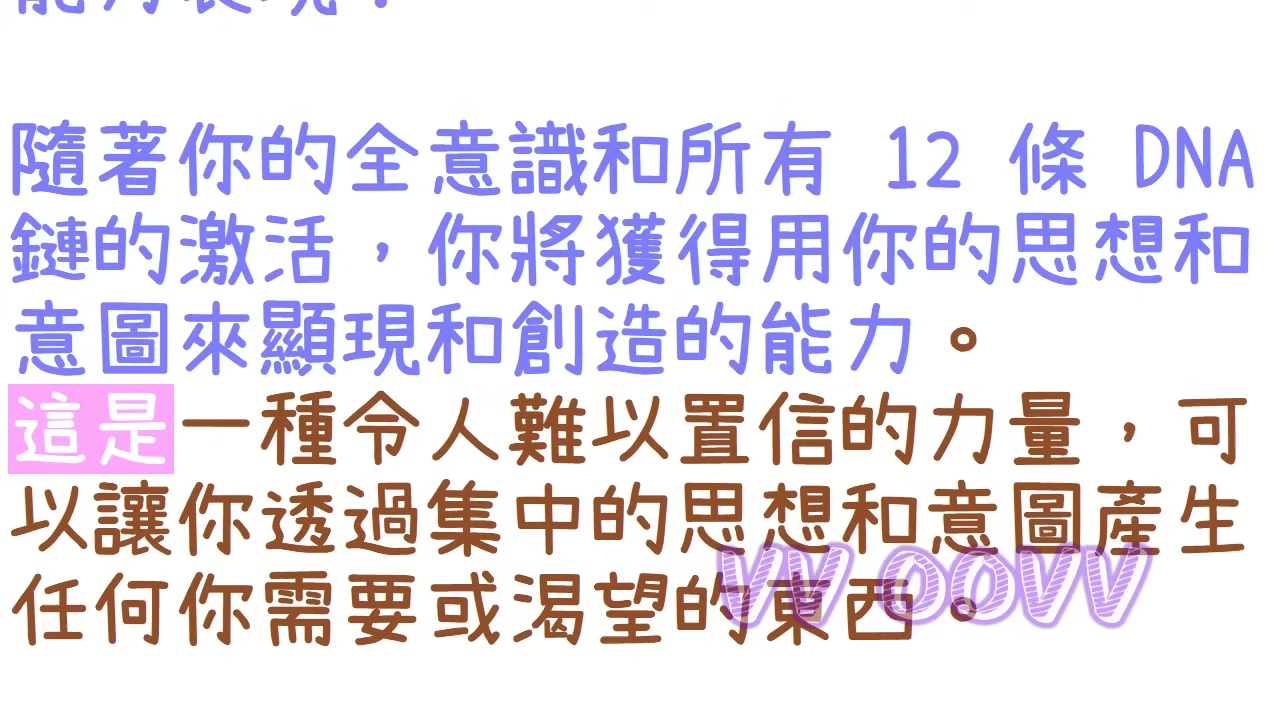 能力表現：
隨著你的全意識和所有 12 條 DNA
鏈的激活，你將獲得用你的思想和
意圖來顯現和創造的能力。
這是一種令人難以置信的力量，可
以讓你透過集中的思想和意圖產生
任何你需要或渴望的東西。
VV OOVV